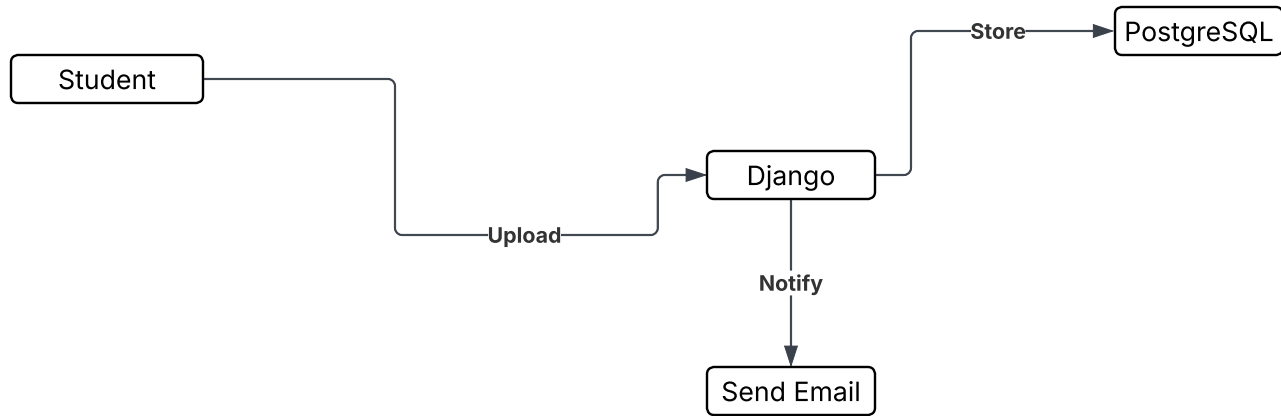 Store
PostgreSQL
Student
Django
Upload
Notify
Send Email